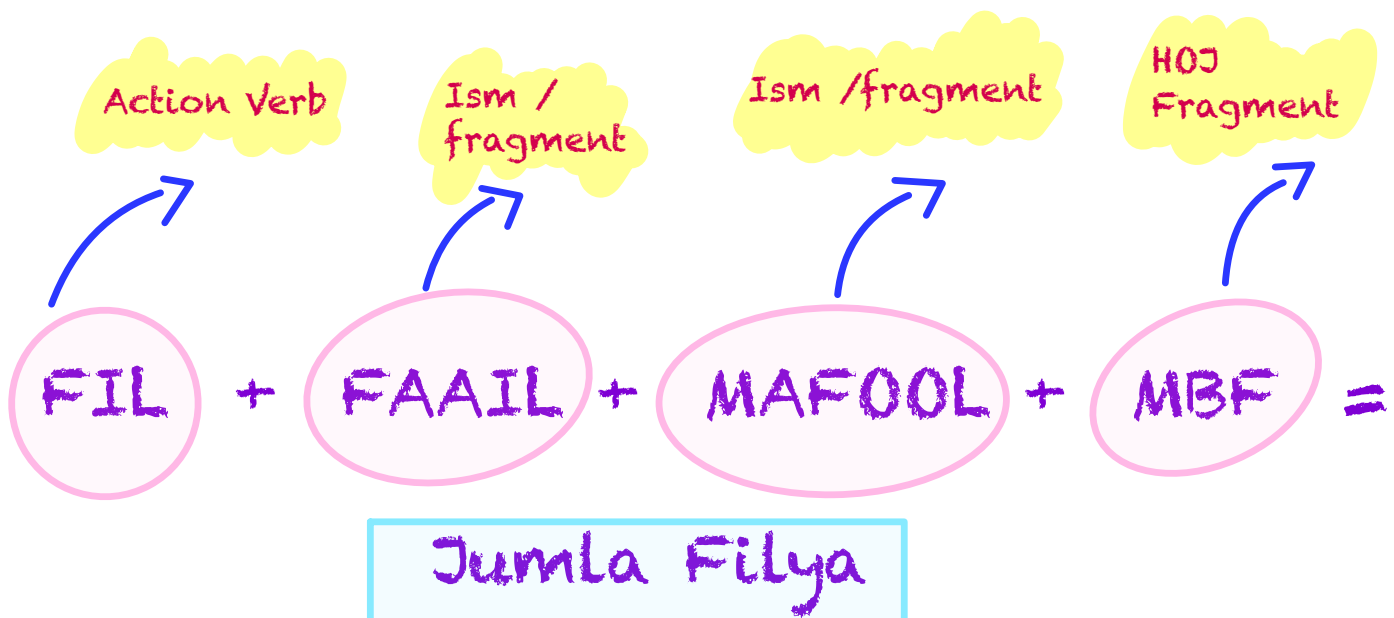 Action Verb
Ism /
fragment
Ism /fragment
HOJ
Fragment
FIL + FAAIL + MAFOOL + MBF =
Jumla Filya